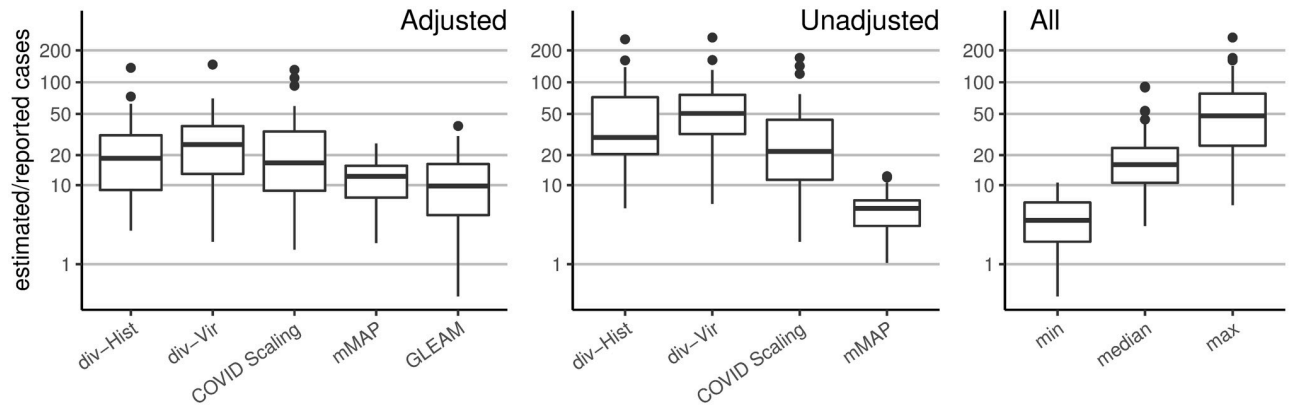 estimated/reported cases
Adjusted
200
100
50
20
10
1
div–Hist
div–Vir
COVID Scaling
mMAP
GLEAM
Unadjusted
200
100
50
20
10
1
div–Hist
div–Vir
COVID Scaling
mMAP
All
200
100
50
20
10
1
min
median
max